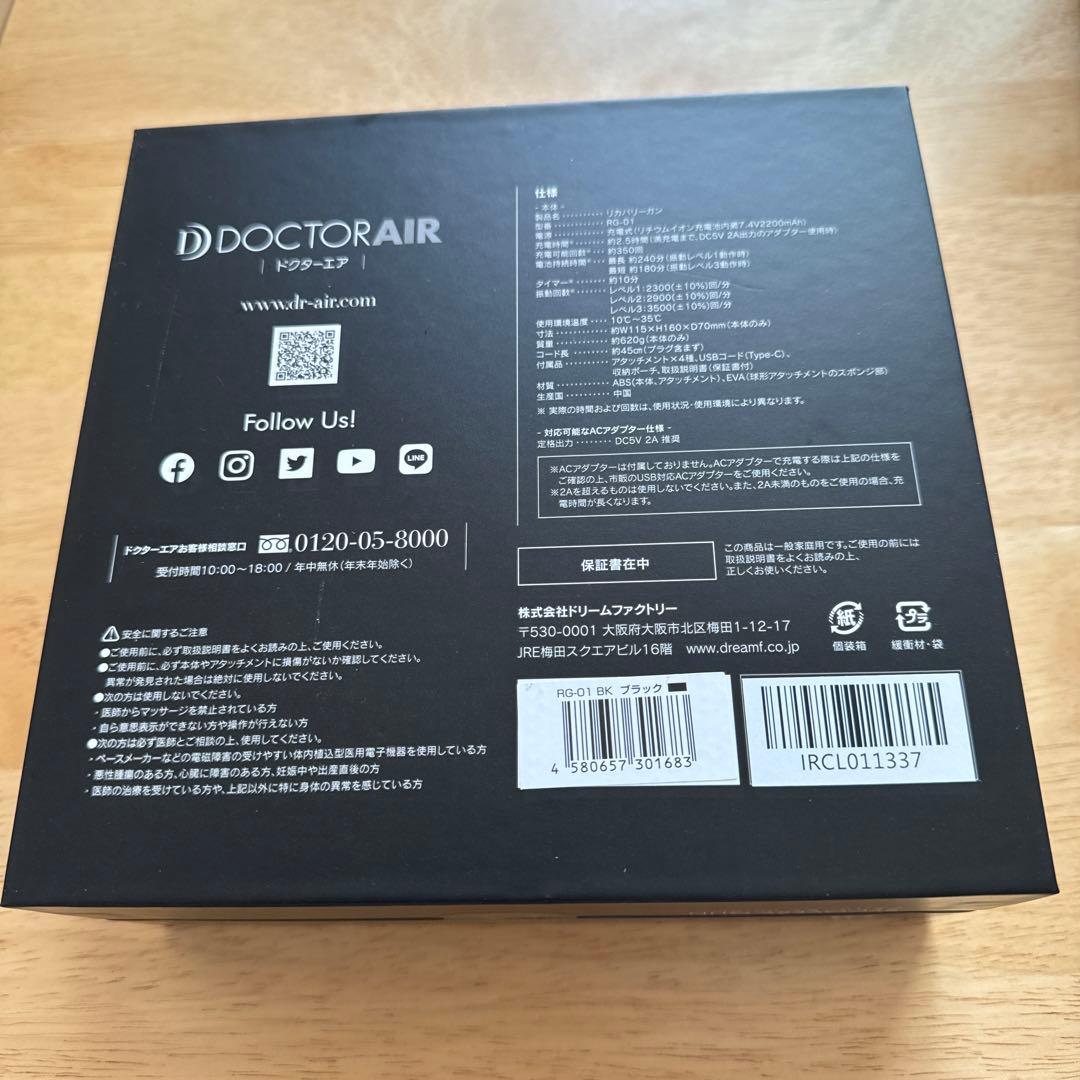 DOCTORAIR
ドクターエア
www.dr-air.com
Follow Us!
LINE
ドクターエアお客様相談窓口 0120-05-8000
受付時間10:00～18:00 / 年中無休(年末年始除く)
安全に関するご注意
●ご使用前に、必ず取扱説明書をよくお読みの上、ご使用ください。
●ご使用前に、必ず本体やアタッチメントに損傷がないか確認してください。
異常が発見された場合は絶対に使用しないでください。
●次の方は使用しないでください。
- 医師からマッサージを禁止されている方
- 自ら意思表示ができない方や操作が行えない方
●次の方は必ず医師とご相談の上、使用してください。
- ペースメーカーなどの電磁障害の受けやすい体内植込型医用電子機器を使用している方
- 悪性腫瘍のある方、心臓に障害のある方、妊娠中や出産直後の方
- 医師の治療を受けている方や、上記以外に特に身体の異常を感じている方
仕様
- 本体 -
製品名 ・・・・・・・・・・ リカバリーガン
型番 ・・・・・・・・・・ RG-01
電源 ・・・・・・・・・・ 充電式(リチウムイオン充電池内蔵7.4V2200mAh)
充電時間※ ・・・・・・・ 約2.5時間(満充電まで、DC5V 2A出力のアダプター使用時)
充電可能回数※ ・・・・ 約350回
電池持続時間※ ・・・・ 最長 約240分(振動レベル1動作時)
最短 約180分(振動レベル3動作時)
タイマー※ ・・・・・・・ 約10分
振動回数※ ・・・・・・・ レベル1:2300(±10%)回/分
レベル2:2900(±10%)回/分
レベル3:3500(±10%)回/分
使用環境温度 ・・・・ 10℃～35℃
寸法 ・・・・・・・・・・ 約W115×H160×D70mm(本体のみ)
質量 ・・・・・・・・・・ 約620g(本体のみ)
コード長 ・・・・・・・・ 約45cm(プラグ含まず)
付属品 ・・・・・・・・・ アタッチメント×4種、USBコード(Type-C)、
収納ポーチ、取扱説明書(保証書付)
材質 ・・・・・・・・・・ ABS(本体、アタッチメント)、EVA(球形アタッチメントのスポンジ部)
生産国 ・・・・・・・・・ 中国
※ 実際の時間および回数は、使用状況・使用環境により異なります。
- 対応可能なACアダプター仕様 -
定格出力 ・・・・・・・・ DC5V 2A 推奨
※ACアダプターは付属しておりません。ACアダプターで充電する際は上記の仕様を
ご確認の上、市販のUSB対応ACアダプターをご使用ください。
※2Aを超えるものは使用しないでください。また、2A未満のものをご使用の場合、充
電時間が長くなります。
保証書在中
この商品は一般家庭用です。ご使用の前には
取扱説明書をよくお読みの上、
正しくお使いください。
株式会社ドリームファクトリー
〒530-0001 大阪府大阪市北区梅田1-12-17
JRE梅田スクエアビル16階 www.dreamf.co.jp
紙
個装箱
プラ
緩衝材・袋
RG-01 BK ブラック
4 580657 301683
IRCL011337